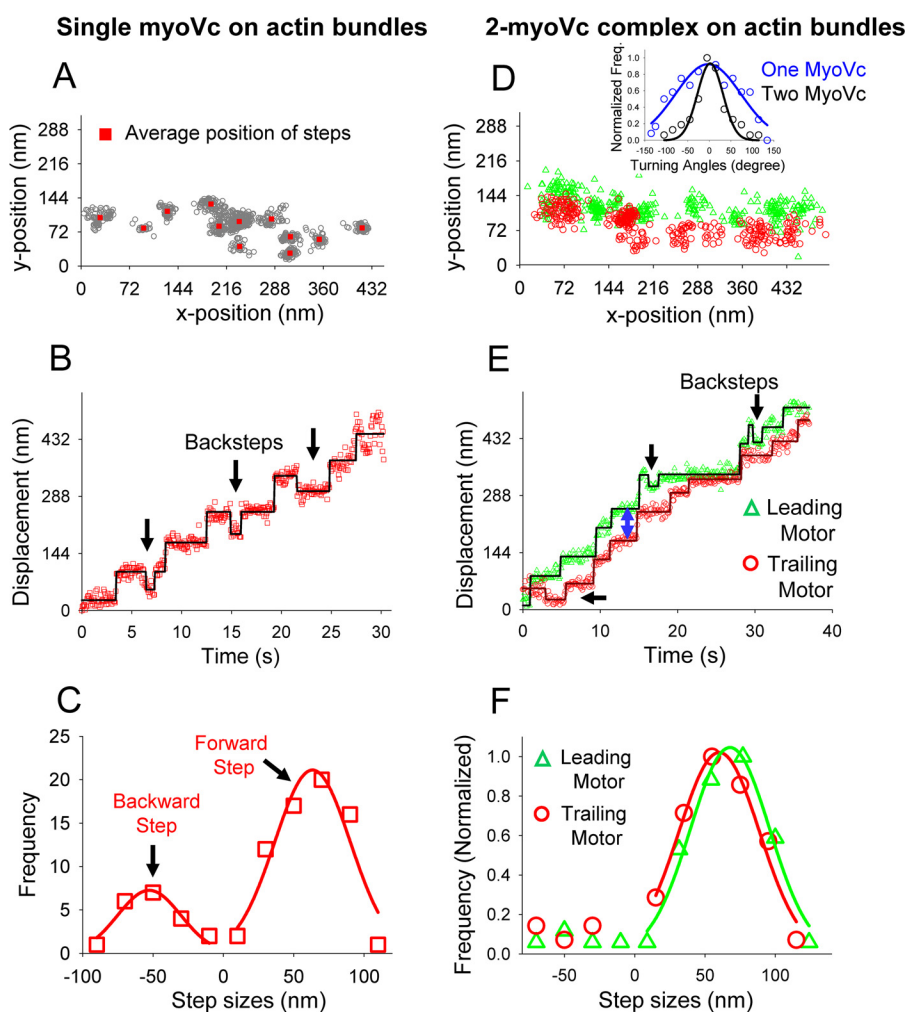 Single myoVc on actin bundles
2-myoVc complex on actin bundles
A
y-position (nm)
288
216
144
72
0
Average position of steps
0 72 144 216 288 360 432
x-position (nm)
D
Normalized Freq.
1.0
0.8
0.6
0.4
0.2
0.0
-150 -100 -50 0 50 100 150
Turning Angles (degree)
One MyoVc
Two MyoVc
y-position (nm)
288
216
144
72
0
0 72 144 216 288 360 432
x-position (nm)
B
Displacement (nm)
432
288
144
0
Backsteps
0 5 10 15 20 25 30
Time (s)
E
Displacement (nm)
432
288
144
0
Backsteps
Leading
Motor
Trailing
Motor
0 10 20 30 40
Time (s)
C
Frequency
25
20
15
10
5
0
Forward
Step
Backward
Step
-100 -50 0 50 100
Step sizes (nm)
F
Frequency (Normalized)
1.0
0.8
0.6
0.4
0.2
0.0
Leading
Motor
Trailing
Motor
-50 0 50 100
Step sizes (nm)